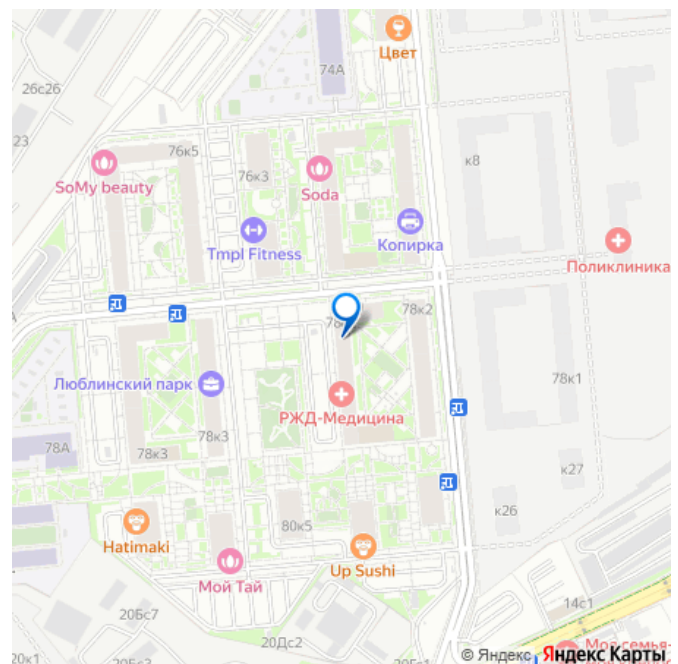 Цвет
74А
26с26
23
76к5
к8
SoMy beauty
76к3
Soda
Tmpl Fitness
Копирка
Поликлиника
78к2
Люблинский парк
78к1
РЖД-Медицина
78А
78к3
78к3
к27
80к5
к26
Hatimaki
Up Sushi
Мой Тай
14с1
20Бс7
20Дс2
20к1
© Яндекс Яндекс Карты